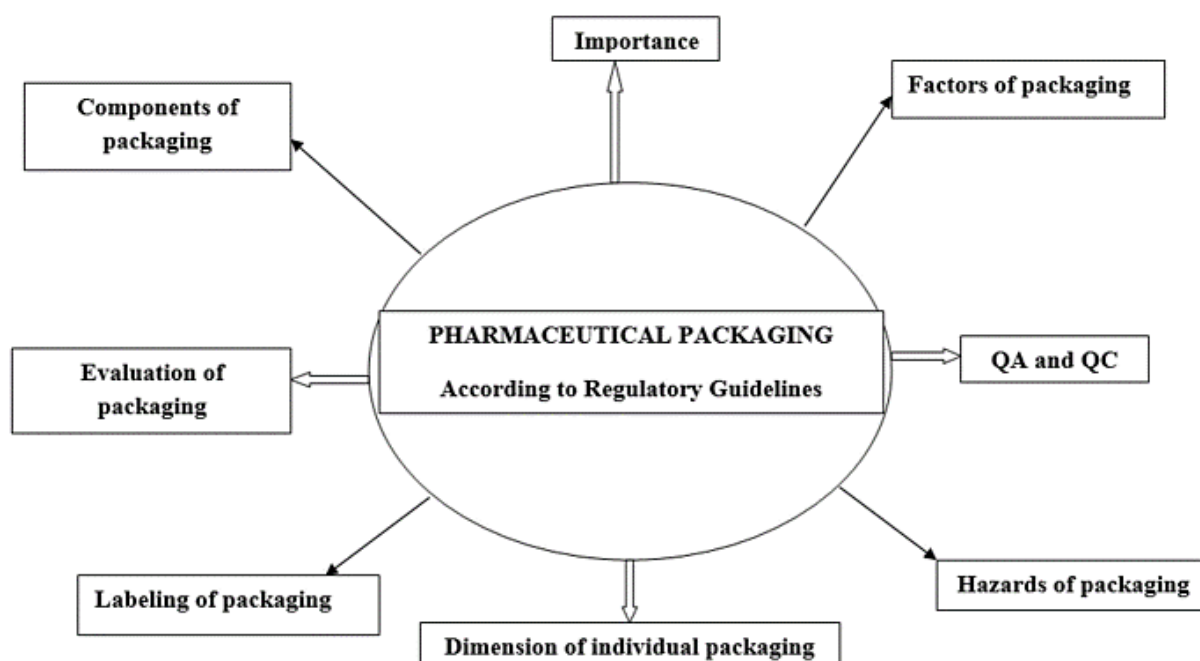 Importance
Factors of packaging
Components of
packaging
PHARMACEUTICAL PACKAGING
According to Regulatory Guidelines
QA and QC
Evaluation of
packaging
Labeling of packaging
Hazards of packaging
Dimension of individual packaging